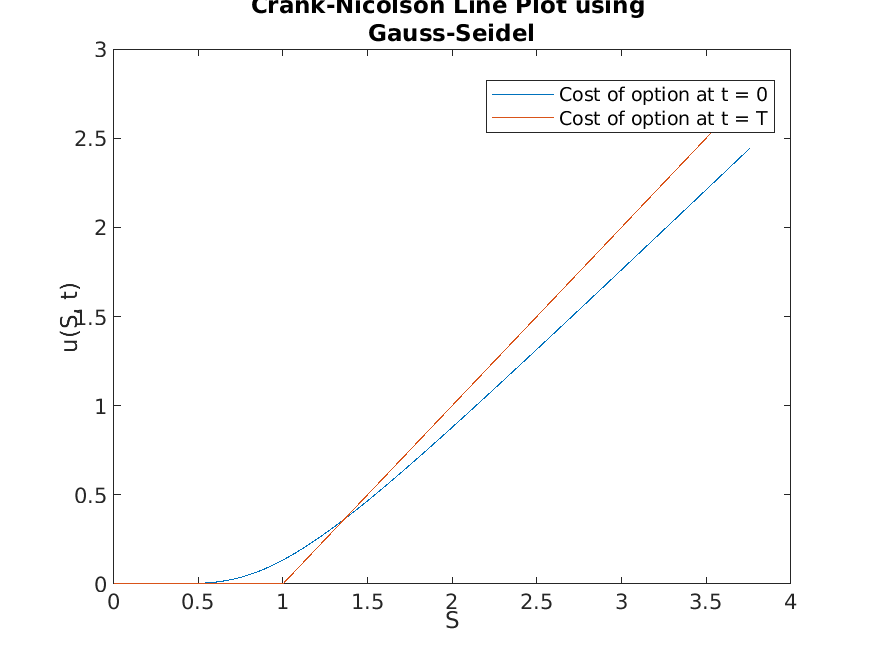 Crank-Nicolson Line Plot using
Gauss-Seidel
3
2.5
2
1.5
1
0.5
0
u(S, t)
Cost of option at t = 0
Cost of option at t = T
0 0.5 1 1.5 2 2.5 3 3.5 4
S